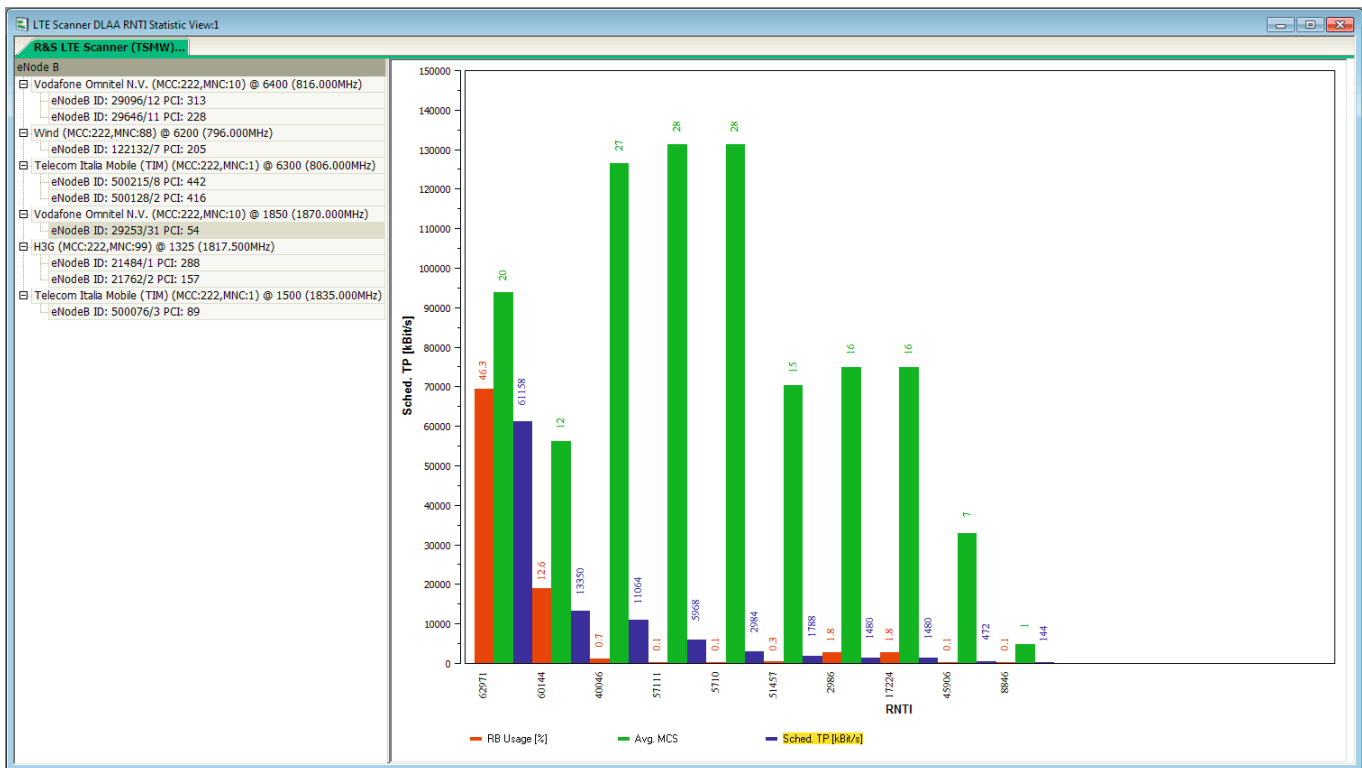 LTE Scanner DLAA RNTI Statistic View:1
R&S LTE Scanner (TSMW)...
eNode B
Vodafone Omnitel N.V. (MCC:222,MNC:10) @ 6400 (816.000MHz)
eNodeB ID: 29096/12 PCI: 313
eNodeB ID: 29646/11 PCI: 228
Wind (MCC:222,MNC:88) @ 6200 (796.000MHz)
eNodeB ID: 122132/7 PCI: 205
Telecom Italia Mobile (TIM) (MCC:222,MNC:1) @ 6300 (806.000MHz)
eNodeB ID: 500215/8 PCI: 442
eNodeB ID: 500128/2 PCI: 416
Vodafone Omnitel N.V. (MCC:222,MNC:10) @ 1850 (1870.000MHz)
eNodeB ID: 29253/31 PCI: 54
H3G (MCC:222,MNC:99) @ 1325 (1817.500MHz)
eNodeB ID: 21484/1 PCI: 288
eNodeB ID: 21762/2 PCI: 157
Telecom Italia Mobile (TIM) (MCC:222,MNC:1) @ 1500 (1835.000MHz)
eNodeB ID: 500076/3 PCI: 89
Sched. TP [kBit/s]
150000
140000
130000
120000
110000
100000
90000
80000
70000
60000
50000
40000
30000
20000
10000
0
46.3
20
61158
12.6
12
13350
0.7
27
11064
0.1
28
5968
0.1
28
2984
0.3
15
1788
1.8
16
1480
1.8
16
1480
0.1
7
472
0.1
1
144
62971
60144
40046
57111
5710
51457
2986
17224
45906
8846
RNTI
RB Usage [%]
Avg. MCS
Sched. TP [kBit/s]